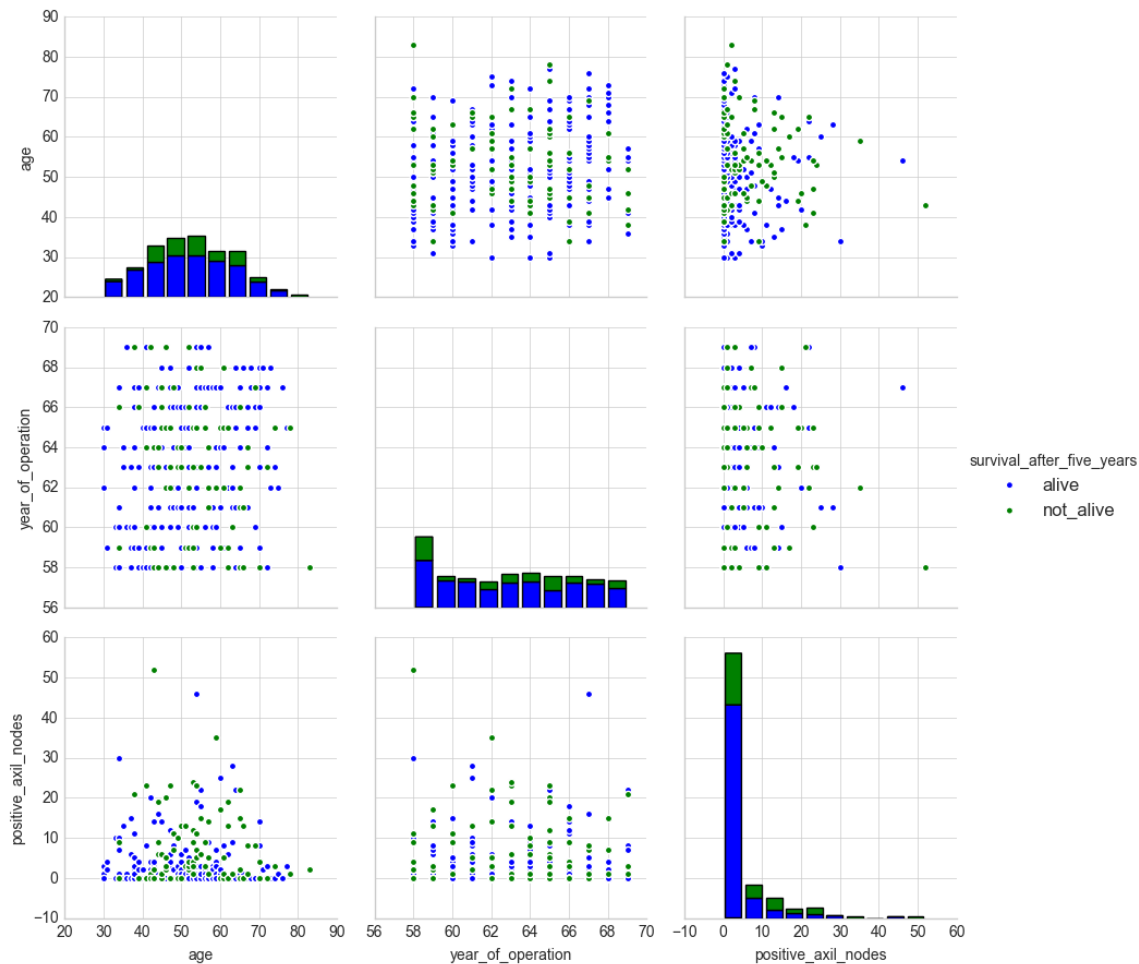 90
80
70
60
50
40
30
20
age
70
68
66
64
62
60
58
56
year_of_operation
survival_after_five_years
alive
not_alive
60
50
40
30
20
10
0
−10
positive_axil_nodes
20 30 40 50 60 70 80 90
age
56 58 60 62 64 66 68 70
year_of_operation
−10 0 10 20 30 40 50 60
positive_axil_nodes